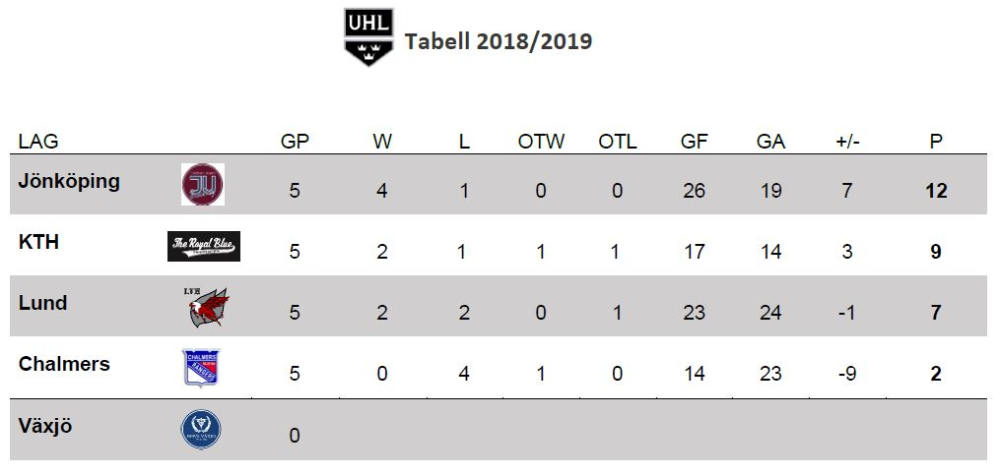 UHL
Tabell 2018/2019
LAG GP W L OTW OTL GF GA +/- P
Jönköping JU 5 4 1 0 0 26 19 7 12
KTH The Royal Blue 5 2 1 1 1 17 14 3 9
Lund LUH 5 2 2 0 1 23 24 -1 7
Chalmers CHALMERS RANGERS 5 0 4 1 0 14 23 -9 2
Växjö 0